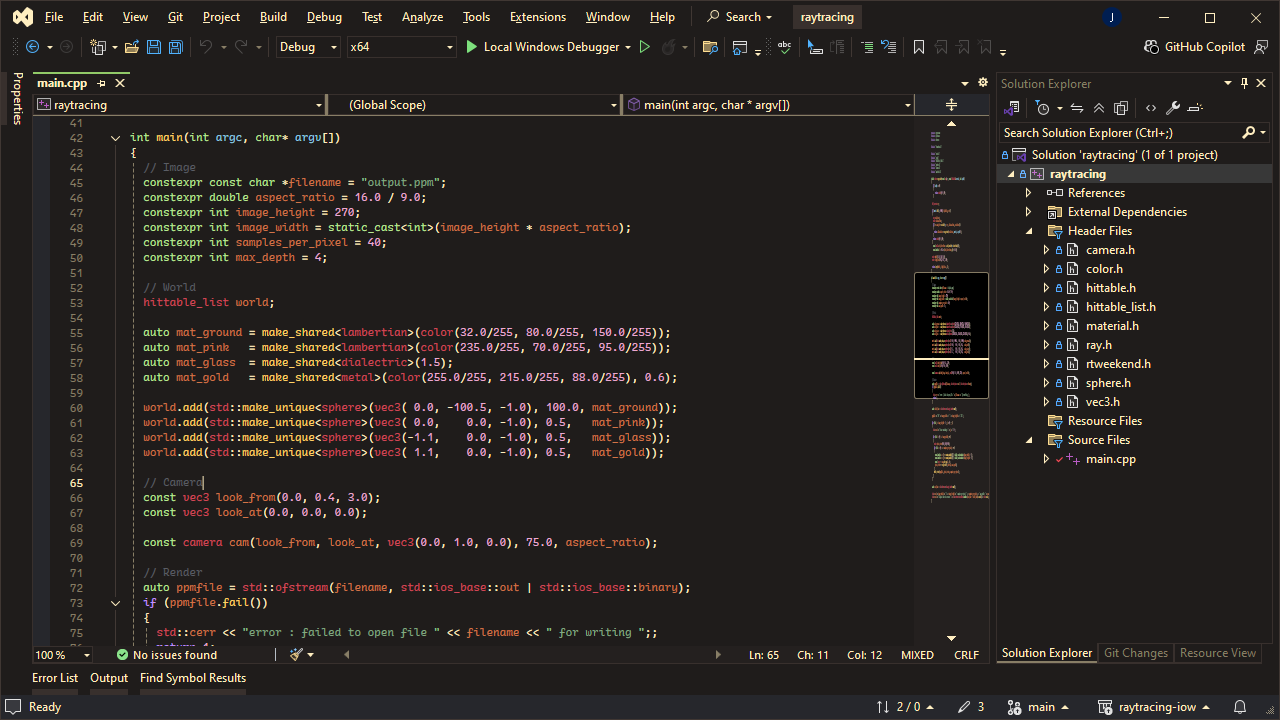 File Edit View Git Project Build Debug Test Analyze Tools Extensions Window Help Search raytracing J
Debug x64 Local Windows Debugger GitHub Copilot
Properties
main.cpp
raytracing (Global Scope) main(int argc, char * argv[])
41
42 int main(int argc, char* argv[])
43 {
44 // Image
45 constexpr const char *filename = "output.ppm";
46 constexpr double aspect_ratio = 16.0 / 9.0;
47 constexpr int image_height = 270;
48 constexpr int image_width = static_cast<int>(image_height * aspect_ratio);
49 constexpr int samples_per_pixel = 40;
50 constexpr int max_depth = 4;
51
52 // World
53 hittable_list world;
54
55 auto mat_ground = make_shared<lambertian>(color(32.0/255, 80.0/255, 150.0/255));
56 auto mat_pink   = make_shared<lambertian>(color(235.0/255, 70.0/255, 95.0/255));
57 auto mat_glass  = make_shared<dialectric>(1.5);
58 auto mat_gold   = make_shared<metal>(color(255.0/255, 215.0/255, 88.0/255), 0.6);
59
60 world.add(std::make_unique<sphere>(vec3( 0.0, -100.5, -1.0), 100.0, mat_ground));
61 world.add(std::make_unique<sphere>(vec3( 0.0,    0.0, -1.0), 0.5,   mat_pink));
62 world.add(std::make_unique<sphere>(vec3(-1.1,    0.0, -1.0), 0.5,   mat_glass));
63 world.add(std::make_unique<sphere>(vec3( 1.1,    0.0, -1.0), 0.5,   mat_gold));
64
65 // Camera
66 const vec3 look_from(0.0, 0.4, 3.0);
67 const vec3 look_at(0.0, 0.0, 0.0);
68
69 const camera cam(look_from, look_at, vec3(0.0, 1.0, 0.0), 75.0, aspect_ratio);
70
71 // Render
72 auto ppmfile = std::ofstream(filename, std::ios_base::out | std::ios_base::binary);
73 if (ppmfile.fail())
74 {
75 std::cerr << "error : failed to open file " << filename << " for writing ";;
100 % No issues found Ln: 65 Ch: 11 Col: 12 MIXED CRLF
Solution Explorer
Search Solution Explorer (Ctrl+;)
Solution 'raytracing' (1 of 1 project)
raytracing
References
External Dependencies
Header Files
camera.h
color.h
hittable.h
hittable_list.h
material.h
ray.h
rtweekend.h
sphere.h
vec3.h
Resource Files
Source Files
main.cpp
Solution Explorer Git Changes Resource View
Error List Output Find Symbol Results
Ready 2 / 0 3 main raytracing-iow